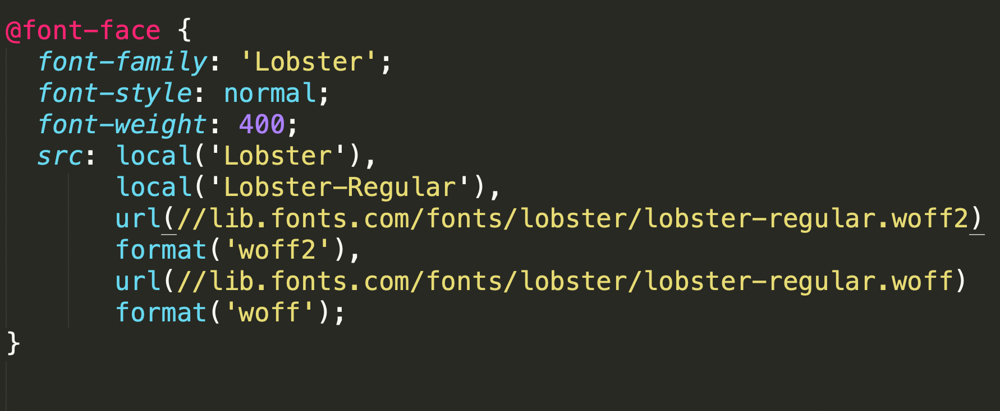 @font-face {
  font-family: 'Lobster';
  font-style: normal;
  font-weight: 400;
  src: local('Lobster'),
       local('Lobster-Regular'),
       url(//lib.fonts.com/fonts/lobster/lobster-regular.woff2)
       format('woff2'),
       url(//lib.fonts.com/fonts/lobster/lobster-regular.woff)
       format('woff');
}